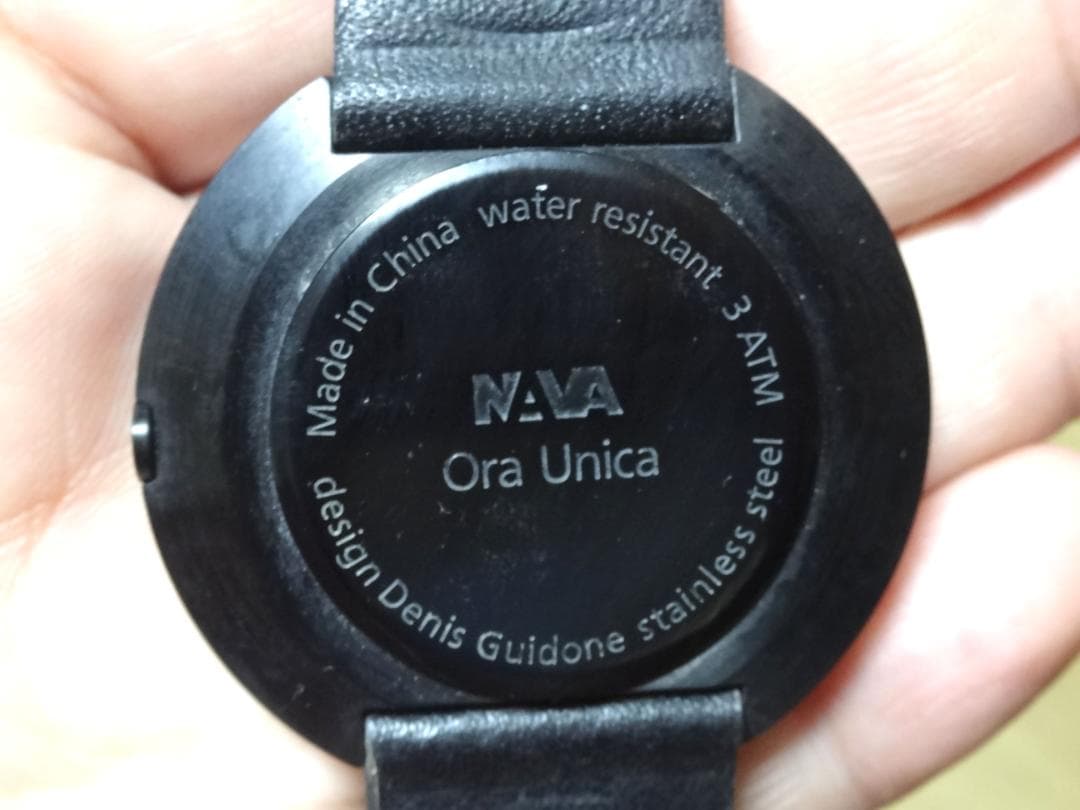 Made in China water resistant 3 ATM
NAVA
Ora Unica
design Denis Guidone stainless steel